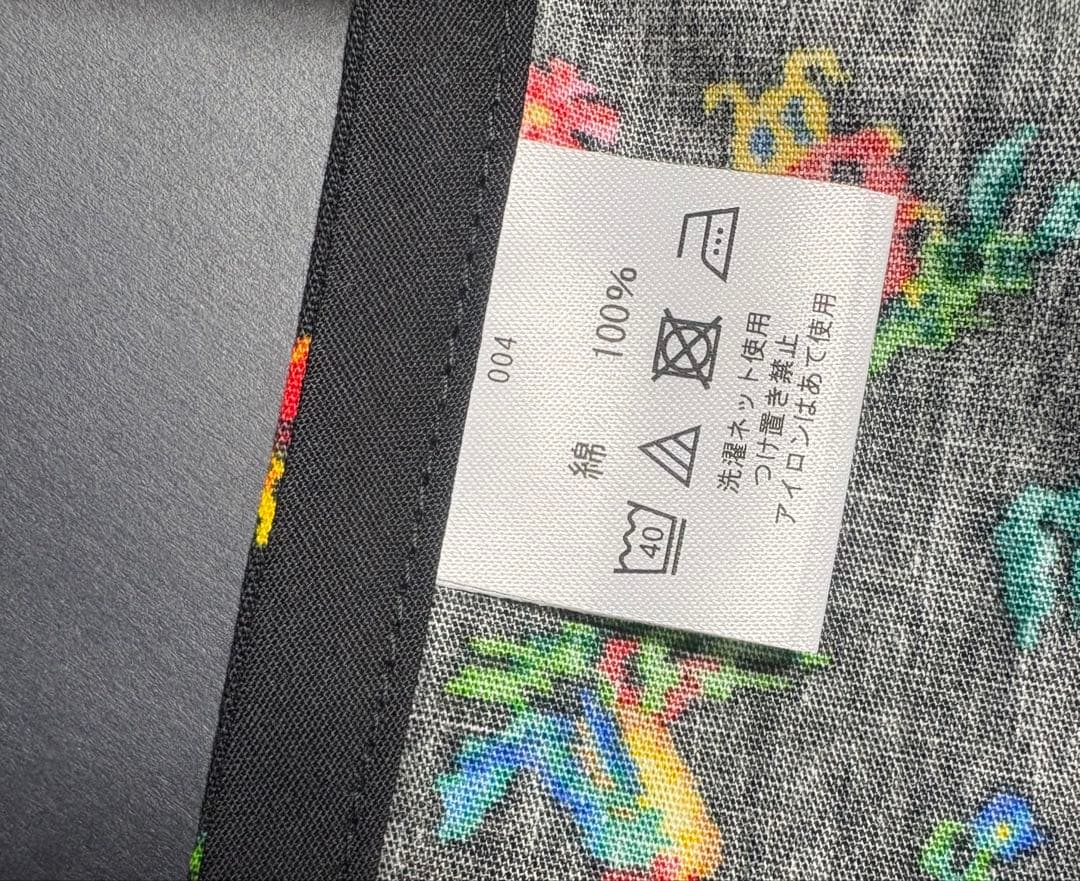 004
綿 100%
40
洗濯ネット使用
つけ置き禁止
アイロンはあて使用